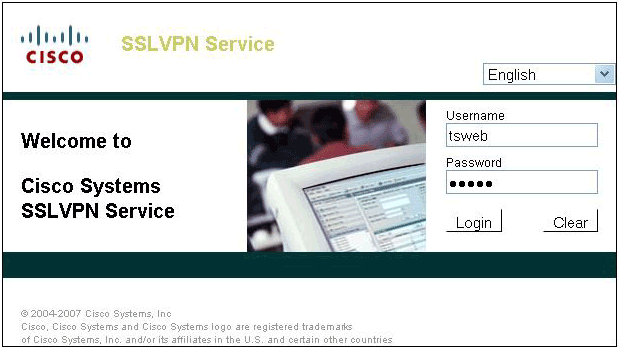 CISCO
SSLVPN Service
English
Welcome to
Cisco Systems
SSLVPN Service
Username
tsweb
Password
●●●●●
Login
Clear
© 2004-2007 Cisco Systems, Inc
Cisco, Cisco Systems and Cisco Systems logo are registered trademarks
of Cisco Systems, Inc. and/or its affiliates in the U.S. and certain other countries